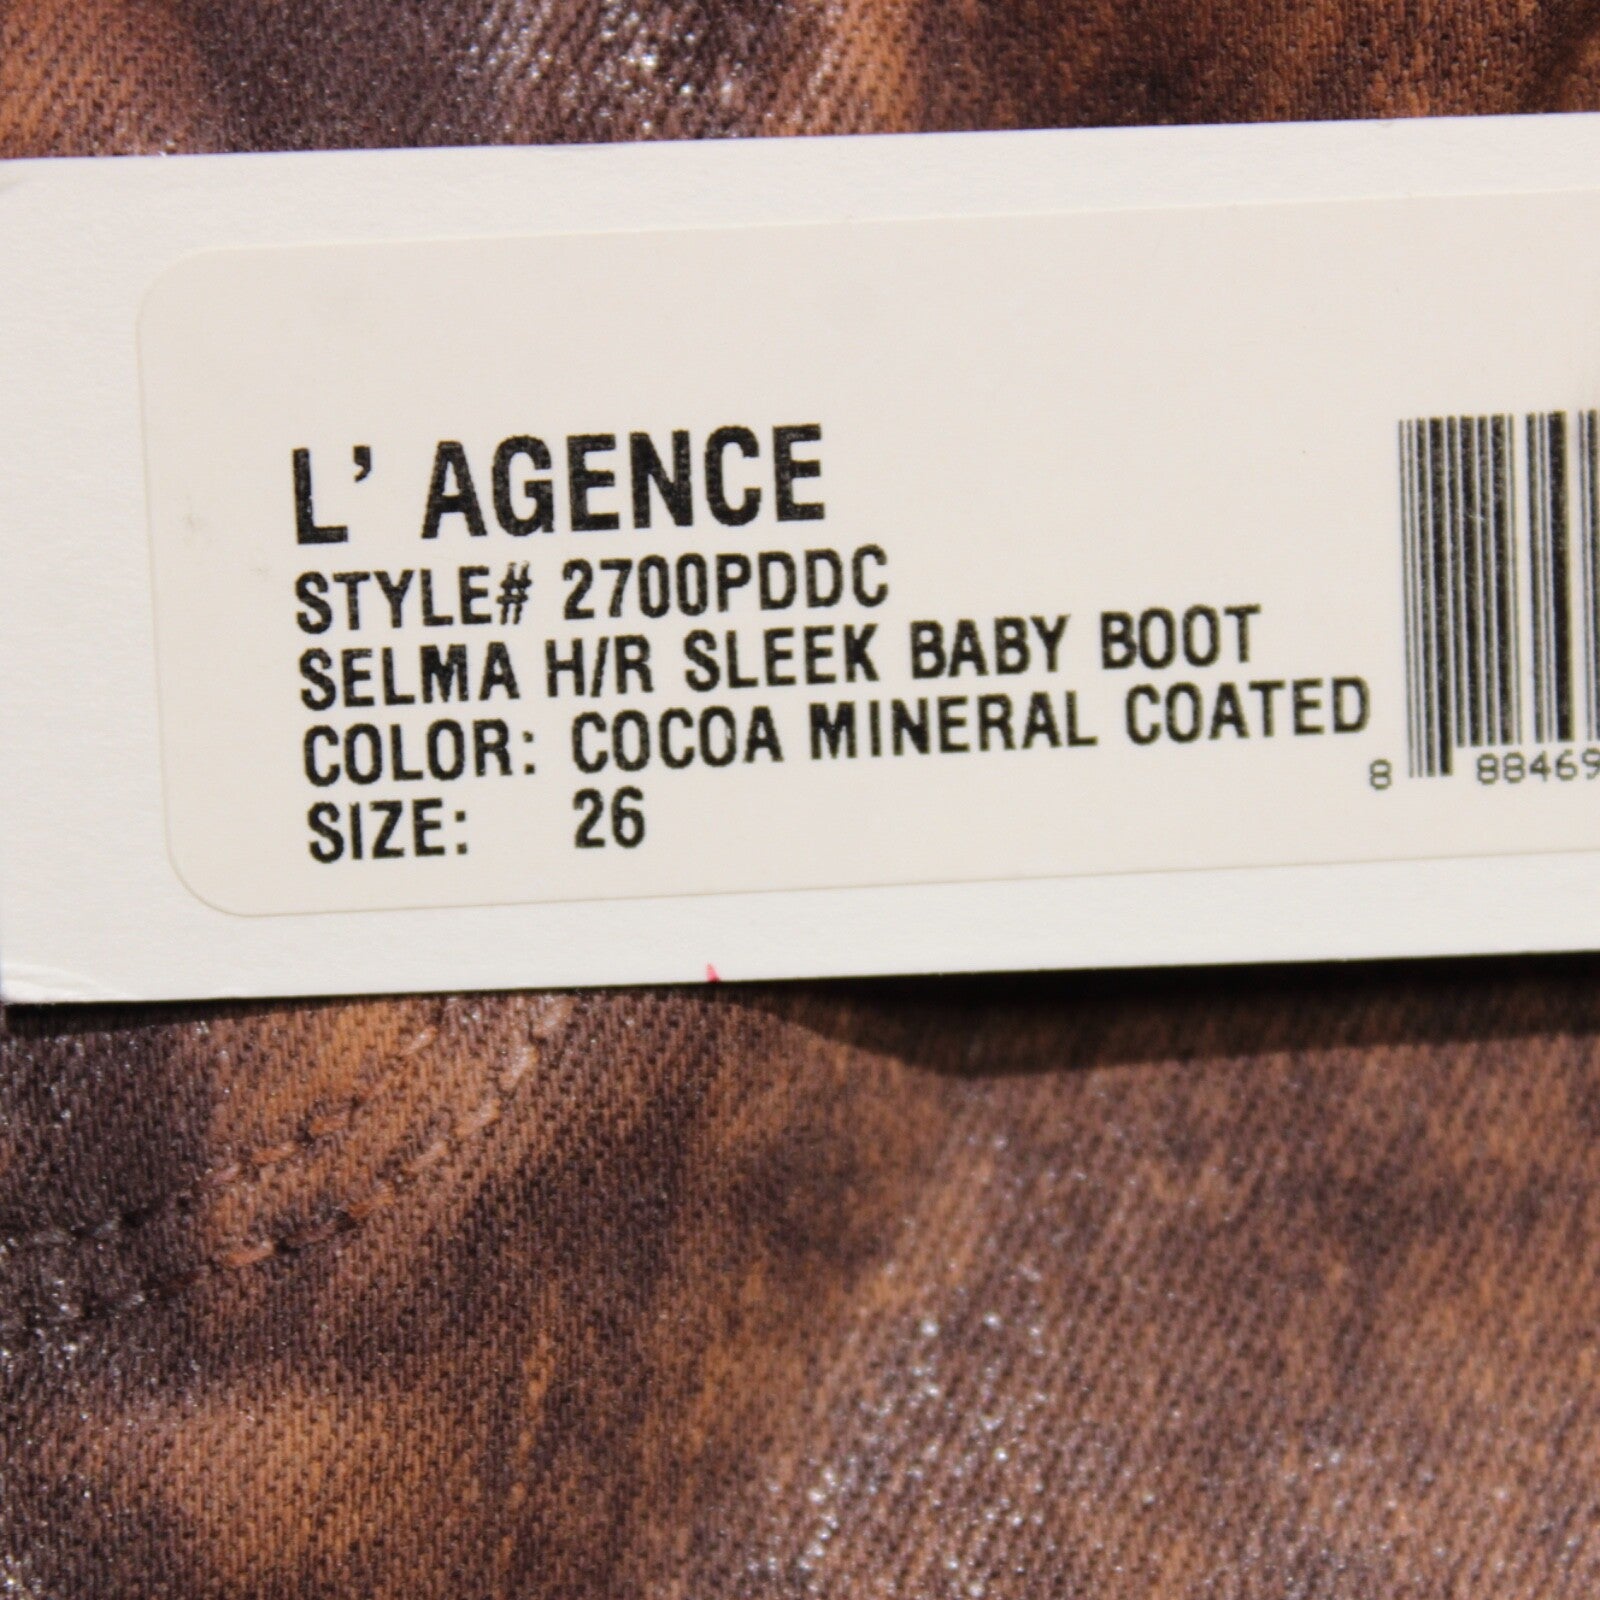 L' AGENCE
STYLE# 2700PDDC
SELMA H/R SLEEK BABY BOOT
COLOR: COCOA MINERAL COATED
SIZE: 26
8 88469